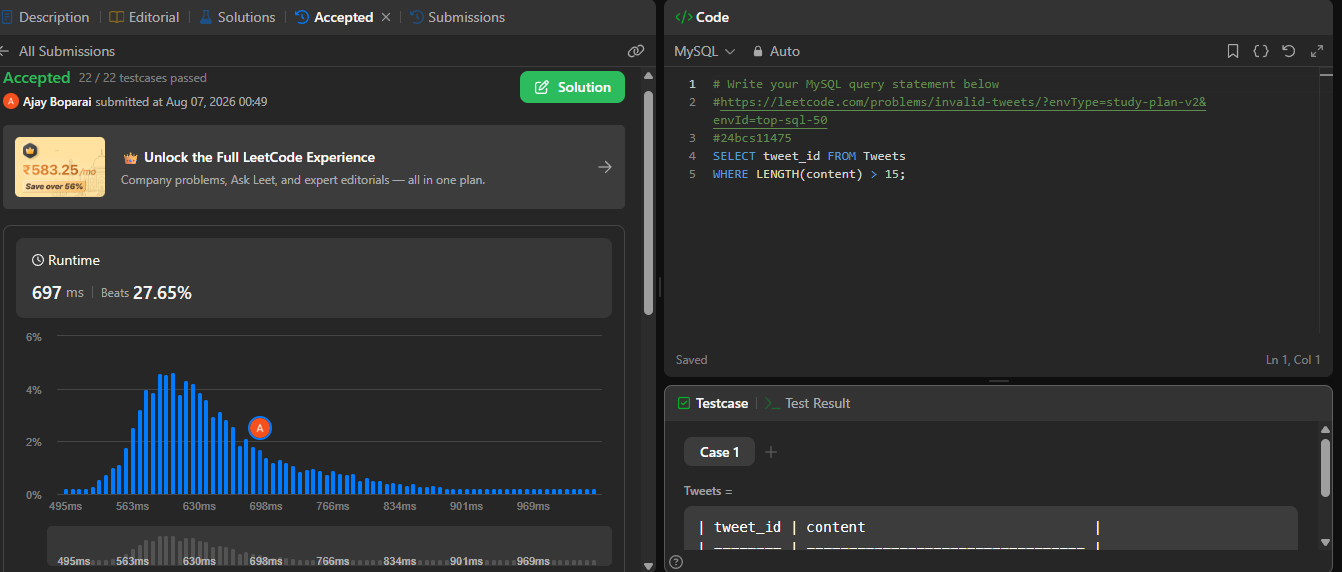 Description | Editorial | Solutions | Accepted × | Submissions
← All Submissions
Accepted 22 / 22 testcases passed
A Ajay Boparai submitted at Aug 07, 2026 00:49
Solution
₹583.25/mo
Save over 56%
Unlock the Full LeetCode Experience
Company problems, Ask Leet, and expert editorials — all in one plan.
Runtime
697 ms | Beats 27.65%
6%
4%
2%
0%
A
495ms 563ms 630ms 698ms 766ms 834ms 901ms 969ms
495ms 563ms 630ms 698ms 766ms 834ms 901ms 969ms
</> Code
MySQL Auto
1 # Write your MySQL query statement below
2 #https://leetcode.com/problems/invalid-tweets/?envType=study-plan-v2&
envId=top-sql-50
3 #24bcs11475
4 SELECT tweet_id FROM Tweets
5 WHERE LENGTH(content) > 15;
Saved Ln 1, Col 1
Testcase | >_ Test Result
Case 1 +
Tweets =
| tweet_id | content |
| -------- | --------------------------------- |